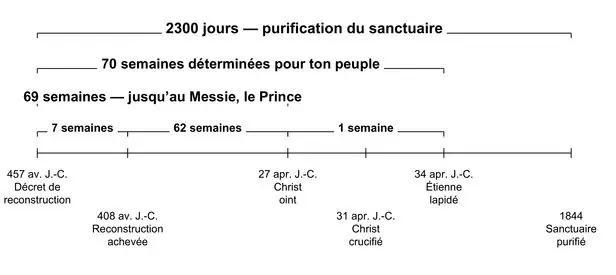 2300 jours — purification du sanctuaire
70 semaines déterminées pour ton peuple
69 semaines — jusqu’au Messie, le Prince
7 semaines
62 semaines
1 semaine
457 av. J.-C.
Décret de
reconstruction
408 av. J.-C.
Reconstruction
achevée
27 apr. J.-C.
Christ
oint
31 apr. J.-C.
Christ
crucifié
34 apr. J.-C.
Étienne
lapidé
1844
Sanctuaire
purifié